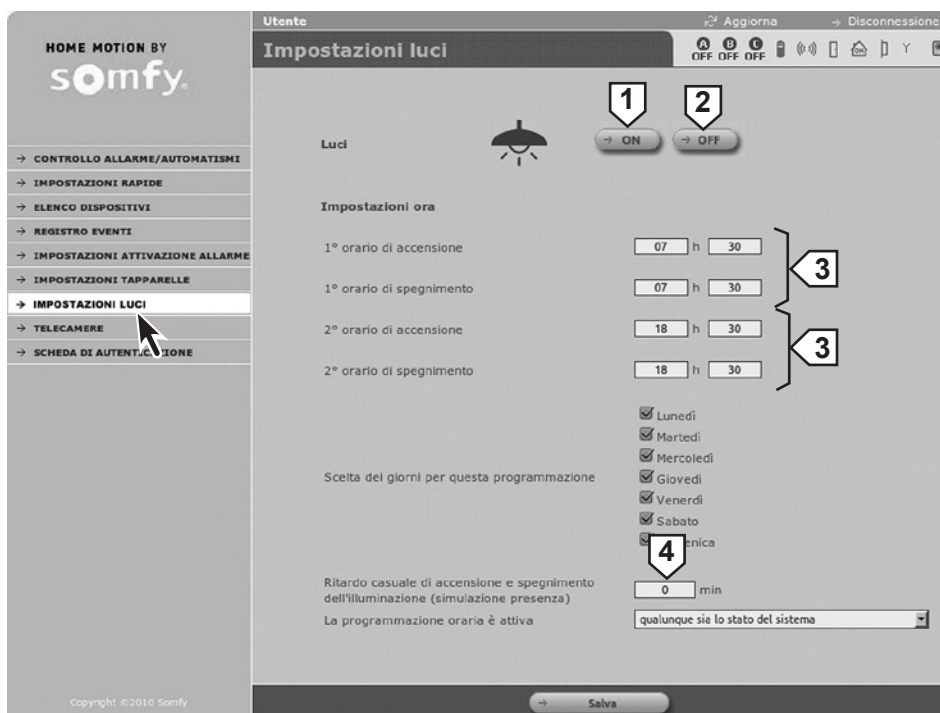 Utente
Aggiorna
Disconnessione
HOME MOTION BY
somfy.
Impostazioni luci
A B C
OFF OFF OFF
OK
1
2
Luci
ON
OFF
CONTROLLO ALLARME/AUTOMATISMI
IMPOSTAZIONI RAPIDE
ELENCO DISPOSITIVI
REGISTRO EVENTI
IMPOSTAZIONI ATTIVAZIONE ALLARME
IMPOSTAZIONI TAPPARELLE
IMPOSTAZIONI LUCI
TELECAMERE
SCHEDA DI
Impostazioni ora
1° orario di accensione
07 h 30
1° orario di spegnimento
07 h 30
3
2° orario di accensione
18 h 30
2° orario di spegnimento
18 h 30
3
Scelta dei giorni per questa programmazione
Lunedì
Martedì
Mercoledì
Giovedì
Venerdì
Sabato
4
Ritardo casuale di accensione e spegnimento
dell'illuminazione (simulazione presenza)
0 min
La programmazione oraria è attiva
qualunque sia lo stato del sistema
Copyright ©2010 Somfy
Salva